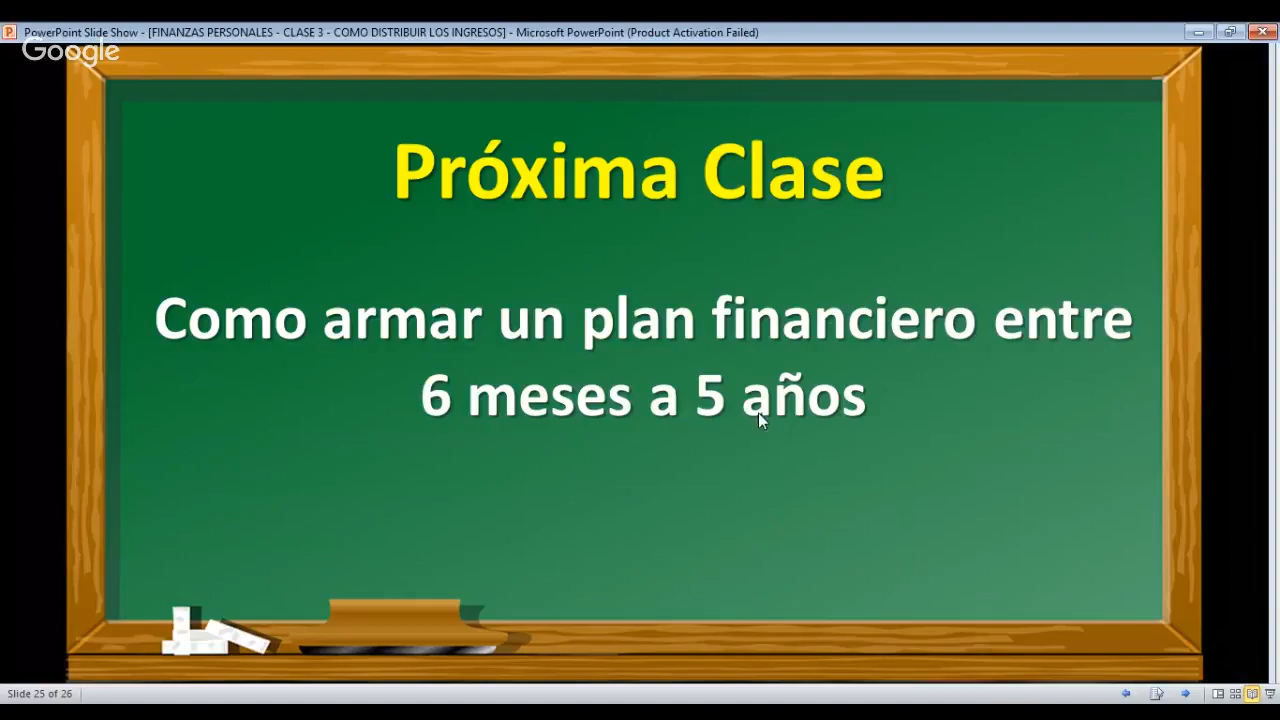 PowerPoint Slide Show - [FINANZAS PERSONALES - CLASE 3 - COMO DISTRIBUIR LOS INGRESOS] - Microsoft PowerPoint (Product Activation Failed)
Google
Próxima Clase
Como armar un plan financiero entre
6 meses a 5 años
Slide 25 of 26